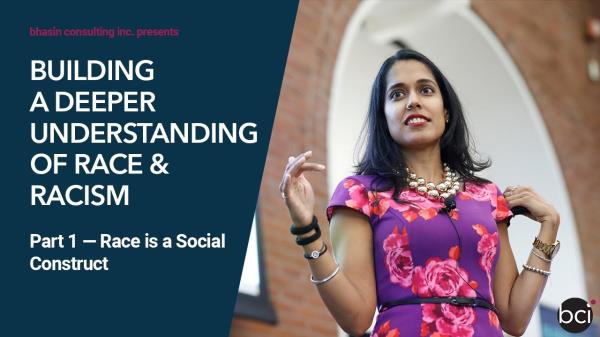 bhasin consulting inc. presents
BUILDING
A DEEPER
UNDERSTANDING
OF RACE &
RACISM
Part 1 — Race is a Social
Construct
bci